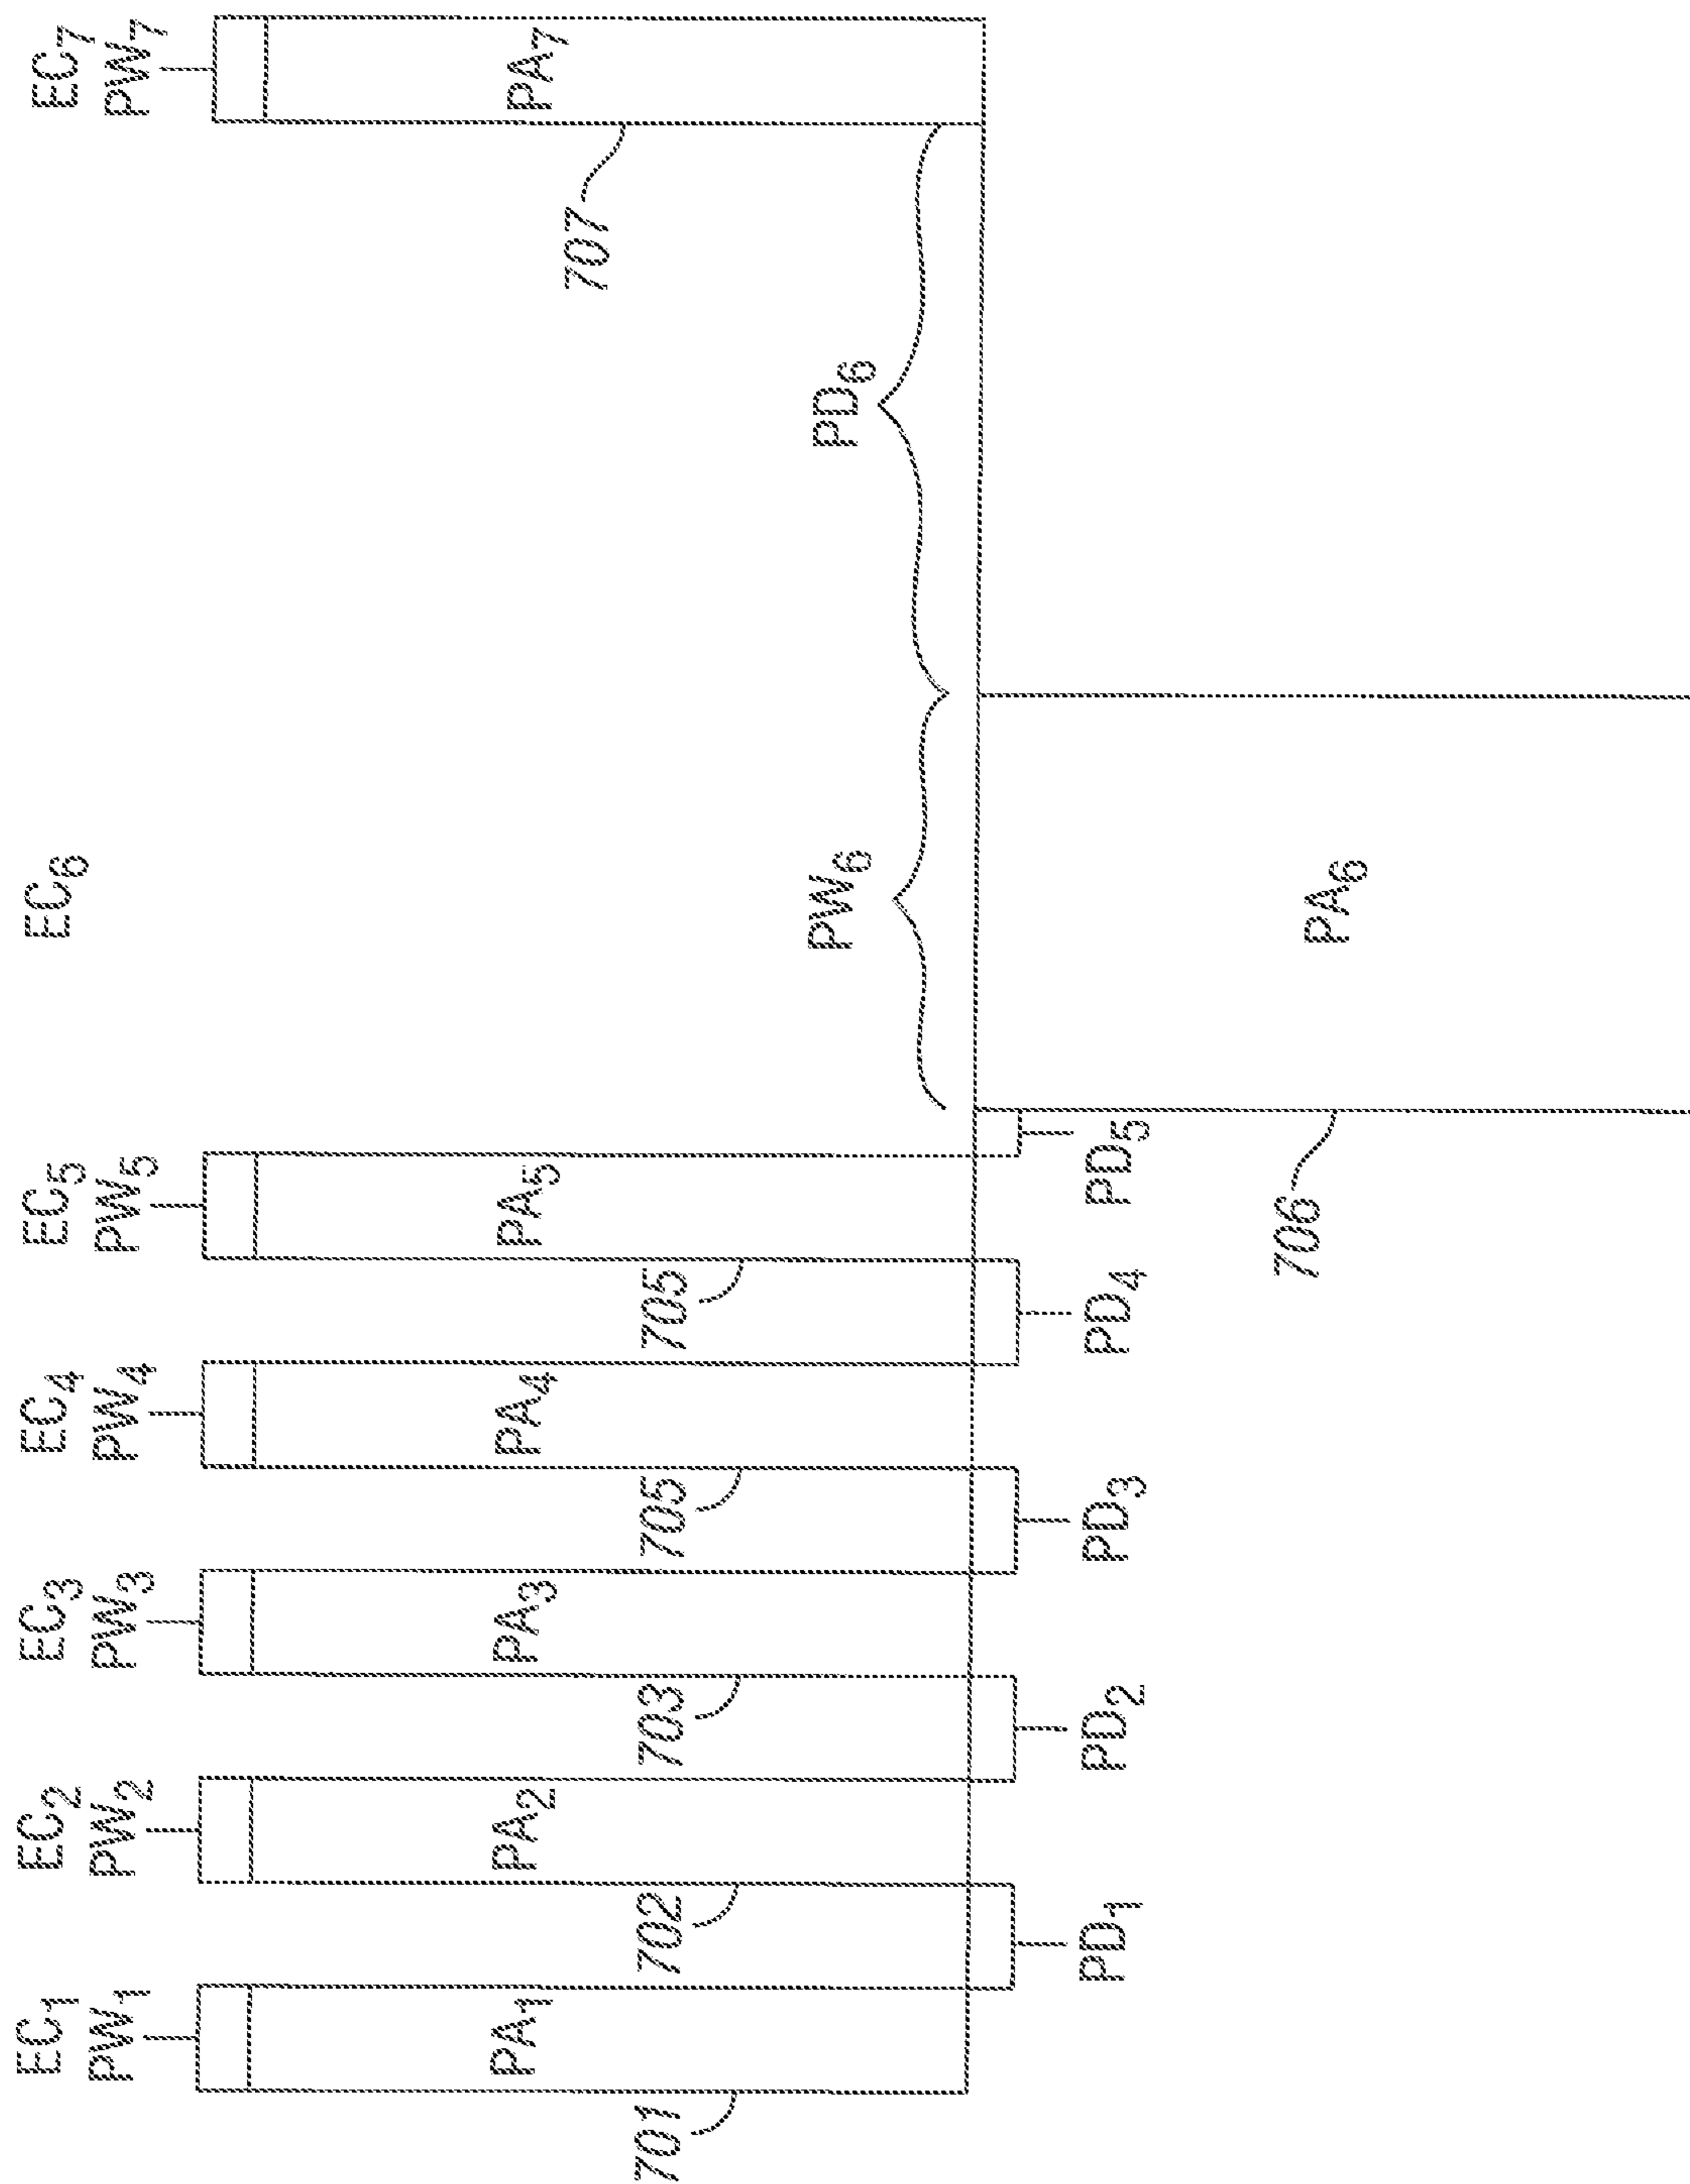 EC₁
PW₁
EC₂
PW₂
EC₃
PW₃
EC₄
PW₄
EC₅
PW₅
EC₆
EC₇
PW₇
PA₁
PA₂
PA₃
PA₄
PA₅
PA₇
701
702
703
705
705
707
PW₆
PD₆
PD₁
PD₂
PD₃
PD₄
PD₅
706
PA₆